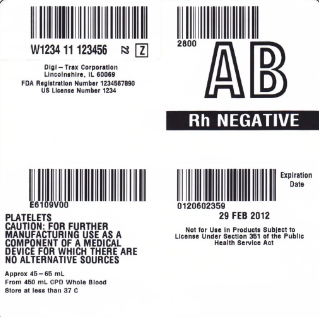 W1234 11 123456 22 Z
Digi-Trax Corporation
Lincolnshire, IL 60069
FDA Registration Number 1234567890
US License Number 1234
2800
AB
Rh NEGATIVE
E6109V00
PLATELETS
CAUTION: FOR FURTHER
MANUFACTURING USE AS A
COMPONENT OF A MEDICAL
DEVICE FOR WHICH THERE ARE
NO ALTERNATIVE SOURCES
Approx 45-65 mL
From 450 mL CPD Whole Blood
Store at less than 37 C
Expiration
Date
0120602359
29 FEB 2012
Not for Use in Products Subject to
License Under Section 351 of the Public
Health Service Act